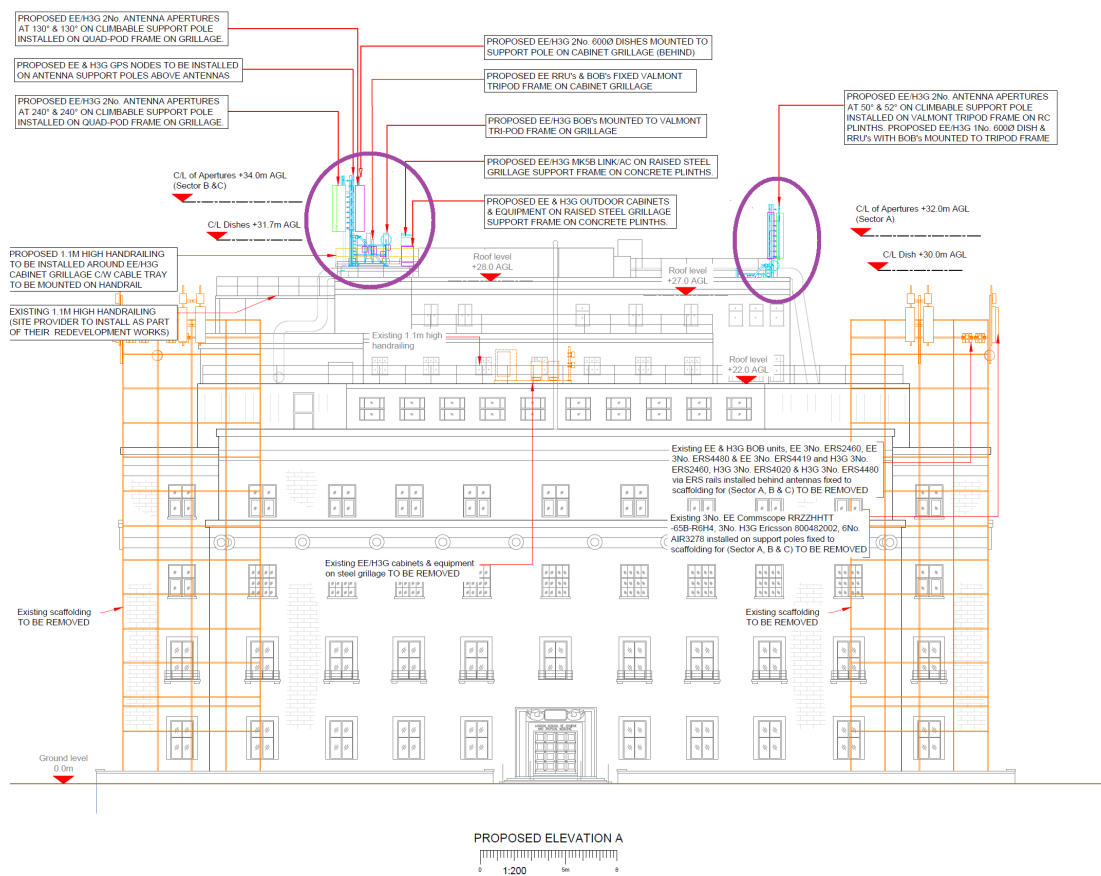 PROPOSED EE/H3G 2No. ANTENNA APERTURES
AT 130° & 130° ON CLIMBABLE SUPPORT POLE
INSTALLED ON QUAD-POD FRAME ON GRILLAGE.
PROPOSED EE & H3G GPS NODES TO BE INSTALLED
ON ANTENNA SUPPORT POLES ABOVE ANTENNAS
PROPOSED EE/H3G 2No. ANTENNA APERTURES
AT 240° & 240° ON CLIMBABLE SUPPORT POLE
INSTALLED ON QUAD-POD FRAME ON GRILLAGE.
PROPOSED EE/H3G 2No. 600Ø DISHES MOUNTED TO
SUPPORT POLE ON CABINET GRILLAGE (BEHIND)
PROPOSED EE RRU's & BOB's FIXED VALMONT
TRIPOD FRAME ON CABINET GRILLAGE
PROPOSED EE/H3G BOB's MOUNTED TO VALMONT
TRI-POD FRAME ON GRILLAGE
PROPOSED EE/H3G MK5B LINK/AC ON RAISED STEEL
GRILLAGE SUPPORT FRAME ON CONCRETE PLINTHS.
PROPOSED EE & H3G OUTDOOR CABINETS
& EQUIPMENT ON RAISED STEEL GRILLAGE
SUPPORT FRAME ON CONCRETE PLINTHS.
PROPOSED EE/H3G 2No. ANTENNA APERTURES
AT 50° & 52° ON CLIMBABLE SUPPORT POLE
INSTALLED ON VALMONT TRIPOD FRAME ON RC
PLINTHS. PROPOSED EE/H3G 1No. 600Ø DISH &
RRU's WITH BOB's MOUNTED TO TRIPOD FRAME
C/L of Apertures +34.0m AGL
(Sector B &C)
C/L Dishes +31.7m AGL
C/L of Apertures +32.0m AGL
(Sector A)
C/L Dish +30.0m AGL
PROPOSED 1.1M HIGH HANDRAILING
TO BE INSTALLED AROUND EE/H3G
CABINET GRILLAGE C/W CABLE TRAY
TO BE MOUNTED ON HANDRAIL
EXISTING 1.1M HIGH HANDRAILING
(SITE PROVIDER TO INSTALL AS PART
OF THEIR REDEVELOPMENT WORKS)
Roof level
+28.0 AGL
Roof level
+27.0 AGL
Existing 1.1m high
handrailing
Roof level
+22.0 AGL
Existing EE & H3G BOB units, EE 3No. ERS2460, EE
3No. ERS4480 & EE 3No. ERS4419 and H3G 3No.
ERS2460, H3G 3No. ERS4020 & H3G 3No. ERS4480
via ERS rails installed behind antennas fixed to
scaffolding for (Sector A, B & C) TO BE REMOVED
Existing 3No. EE Commscope RRZZHHTT
-65B-R6H4, 3No. H3G Ericsson 800482002, 6No.
AIR3278 installed on support poles fixed to
scaffolding for (Sector A, B & C) TO BE REMOVED
Existing EE/H3G cabinets & equipment
on steel grillage TO BE REMOVED
Existing scaffolding
TO BE REMOVED
Existing scaffolding
TO BE REMOVED
LONDON SCHOOL OF HYGIENE
AND TROPICAL MEDICINE
Ground level
0.0m
PROPOSED ELEVATION A
0 1:200 5m 8